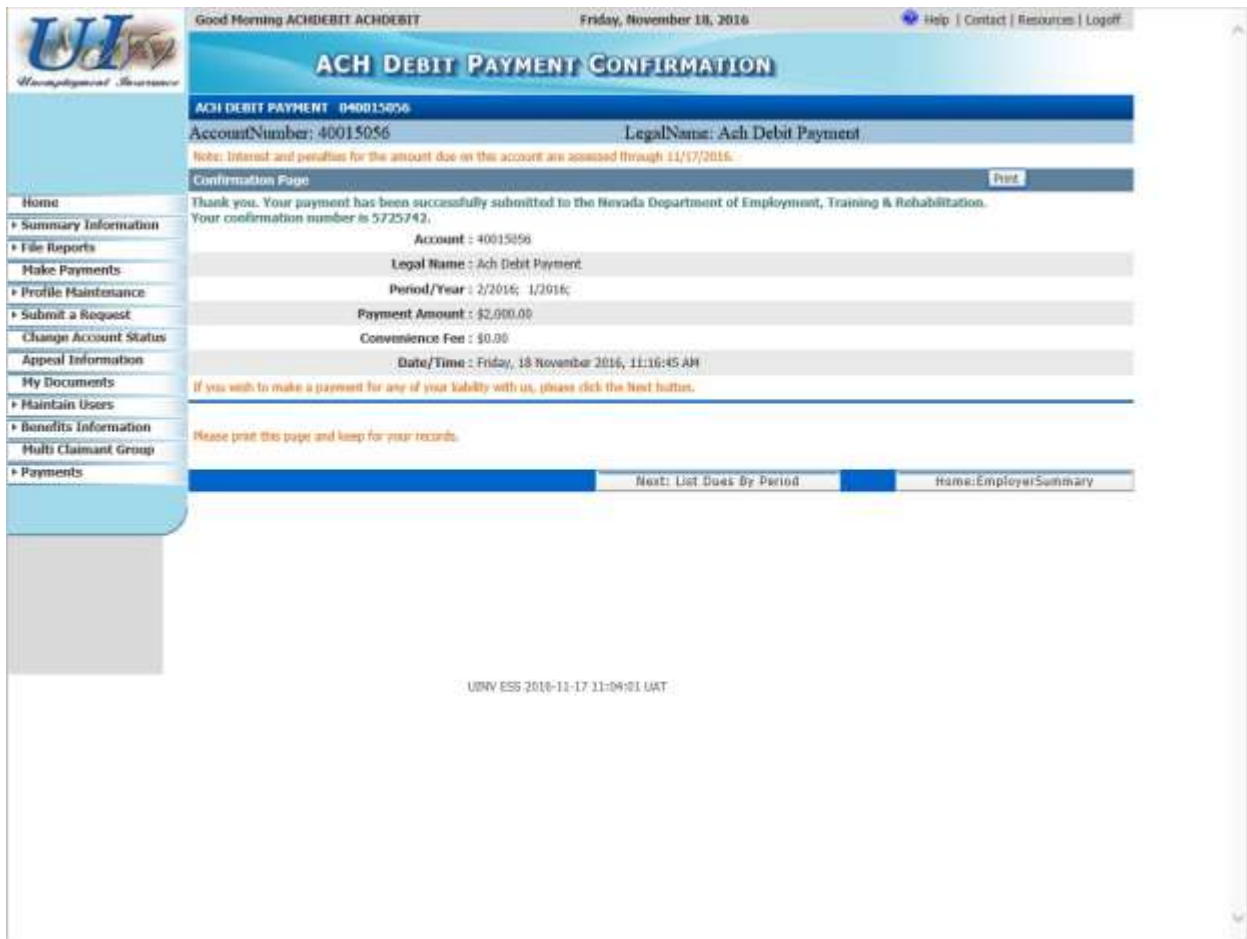 UInv
Unemployment Insurance
Good Morning ACHDEBIT ACHDEBIT Friday, November 18, 2016 Help | Contact | Resources | Logoff
ACH DEBIT PAYMENT CONFIRMATION
ACH DEBIT PAYMENT 040015056
AccountNumber: 40015056 LegalName: Ach Debit Payment
Note: Interest and penalties for the amount due on this account are assessed through 11/17/2016.
Confirmation Page Print
Thank you. Your payment has been successfully submitted to the Nevada Department of Employment, Training & Rehabilitation.
Your confirmation number is 5725742.
Account : 40015056
Legal Name : Ach Debit Payment
Period/Year : 2/2016; 1/2016;
Payment Amount : $2,000.00
Convenience Fee : $0.00
Date/Time : Friday, 18 November 2016, 11:16:45 AM
If you wish to make a payment for any of your liability with us, please click the Next button.
Please print this page and keep for your records.
Next: List Dues By Period Home:EmployerSummary
Home
Summary Information
File Reports
Make Payments
Profile Maintenance
Submit a Request
Change Account Status
Appeal Information
My Documents
Maintain Users
Benefits Information
Multi Claimant Group
Payments
UINV ESS 2016-11-17 11:04:01 UAT